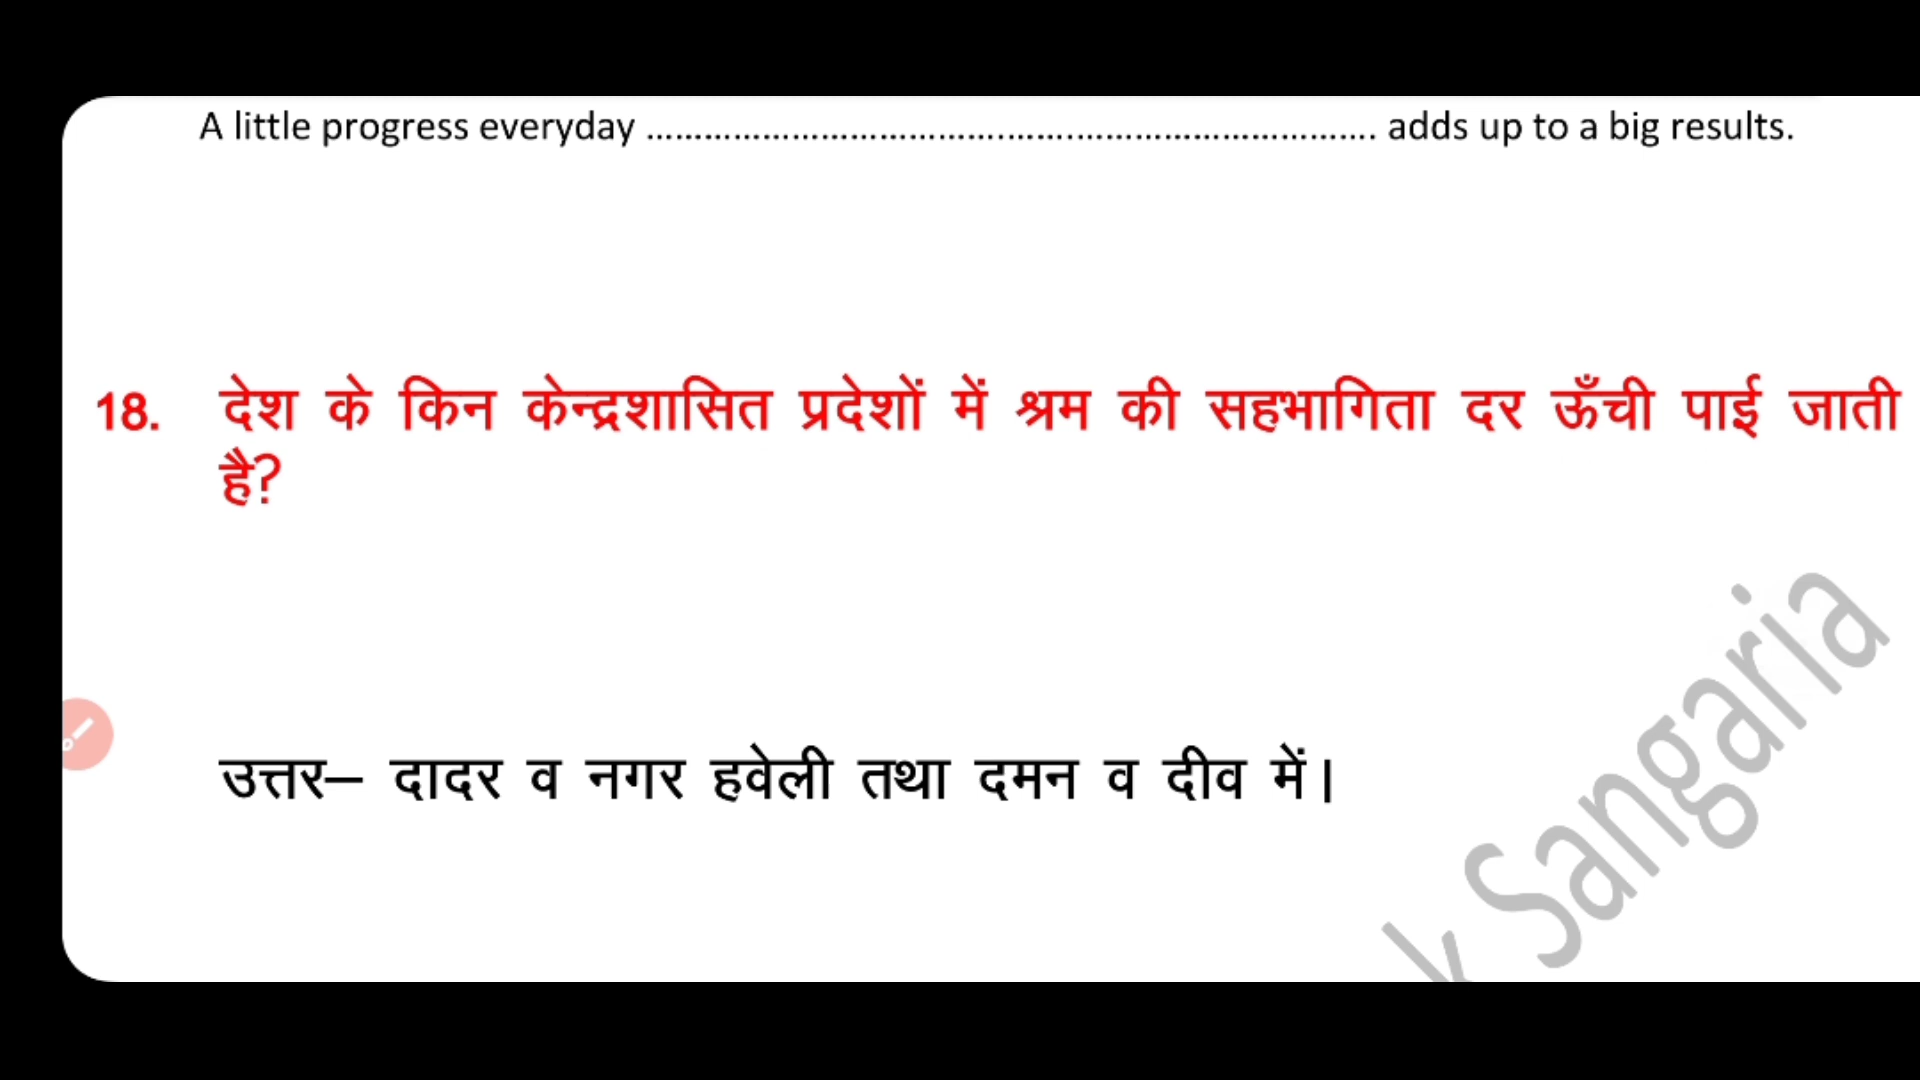 A little progress everyday ................................................................................ adds up to a big results.
18. देश के किन केन्द्रशासित प्रदेशों में श्रम की सहभागिता दर ऊँची पाई जाती
है?
उत्तर– दादर व नगर हवेली तथा दमन व दीव में।
k Sangaria